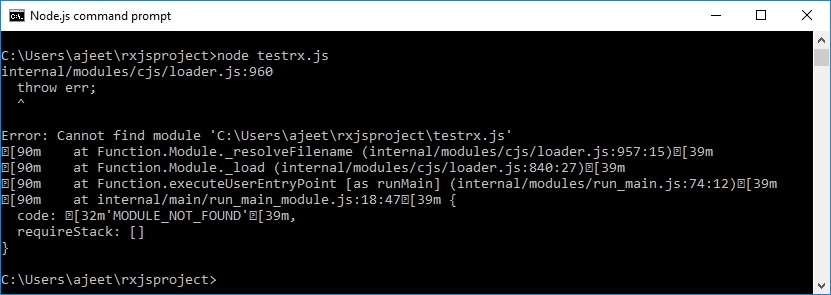 Node.js command prompt
C:\Users\ajeet\rxjsproject>node testrx.js
internal/modules/cjs/loader.js:960
  throw err;
  ^
Error: Cannot find module 'C:\Users\ajeet\rxjsproject\testrx.js'
�[90m    at Function.Module._resolveFilename (internal/modules/cjs/loader.js:957:15)�[39m
�[90m    at Function.Module._load (internal/modules/cjs/loader.js:840:27)�[39m
�[90m    at Function.executeUserEntryPoint [as runMain] (internal/modules/run_main.js:74:12)�[39m
�[90m    at internal/main/run_main_module.js:18:47�[39m {
  code: �[32m'MODULE_NOT_FOUND'�[39m,
  requireStack: []
}
C:\Users\ajeet\rxjsproject>